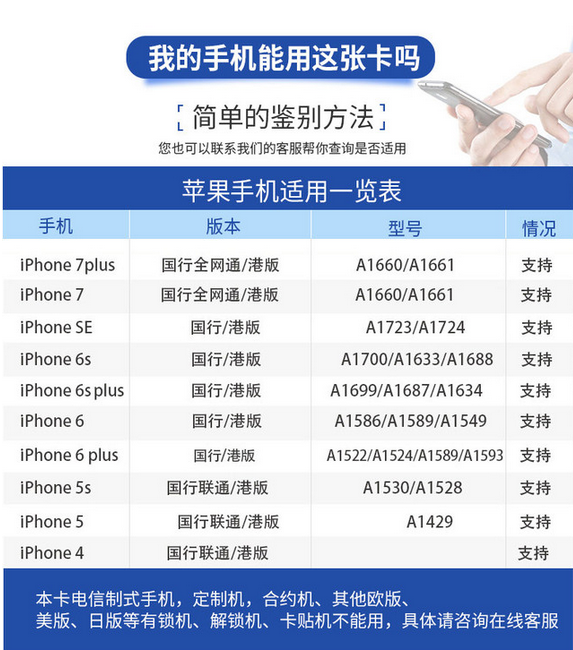 我的手机能用这张卡吗
[ 简单的鉴别方法 ]
您也可以联系我们的客服帮你查询是否适用
苹果手机适用一览表
手机 版本 型号 情况
iPhone 7plus 国行全网通/港版 A1660/A1661 支持
iPhone 7 国行全网通/港版 A1660/A1661 支持
iPhone SE 国行/港版 A1723/A1724 支持
iPhone 6s 国行/港版 A1700/A1633/A1688 支持
iPhone 6s plus 国行/港版 A1699/A1687/A1634 支持
iPhone 6 国行/港版 A1586/A1589/A1549 支持
iPhone 6 plus 国行/港版 A1522/A1524/A1589/A1593 支持
iPhone 5s 国行联通/港版 A1530/A1528 支持
iPhone 5 国行联通/港版 A1429 支持
iPhone 4 国行联通/港版 支持
本卡电信制式手机，定制机，合约机、其他欧版、
美版、日版等有锁机、解锁机、卡贴机不能用，具体请咨询在线客服